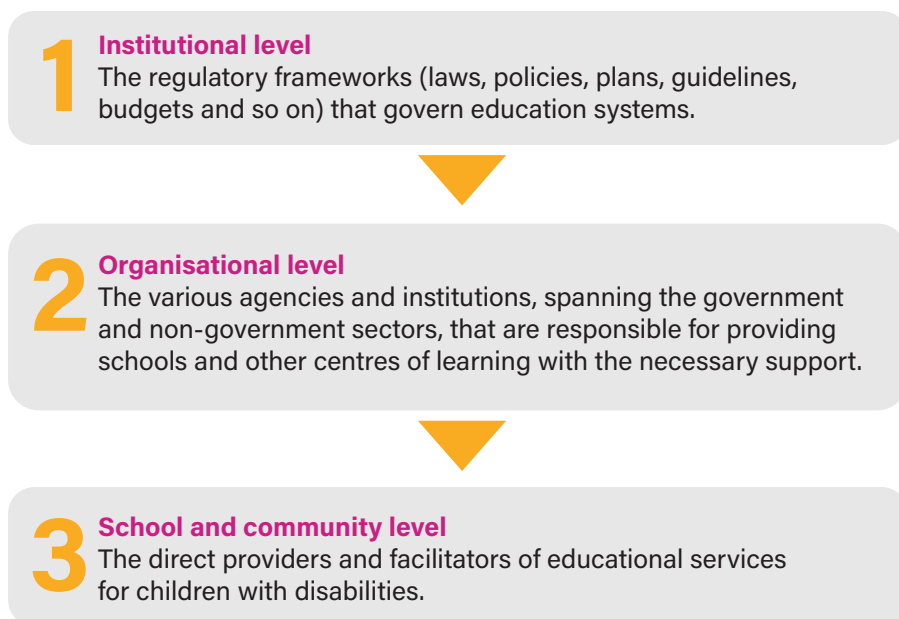 1
Institutional level
The regulatory frameworks (laws, policies, plans, guidelines,
budgets and so on) that govern education systems.
2
Organisational level
The various agencies and institutions, spanning the government
and non-government sectors, that are responsible for providing
schools and other centres of learning with the necessary support.
3
School and community level
The direct providers and facilitators of educational services
for children with disabilities.